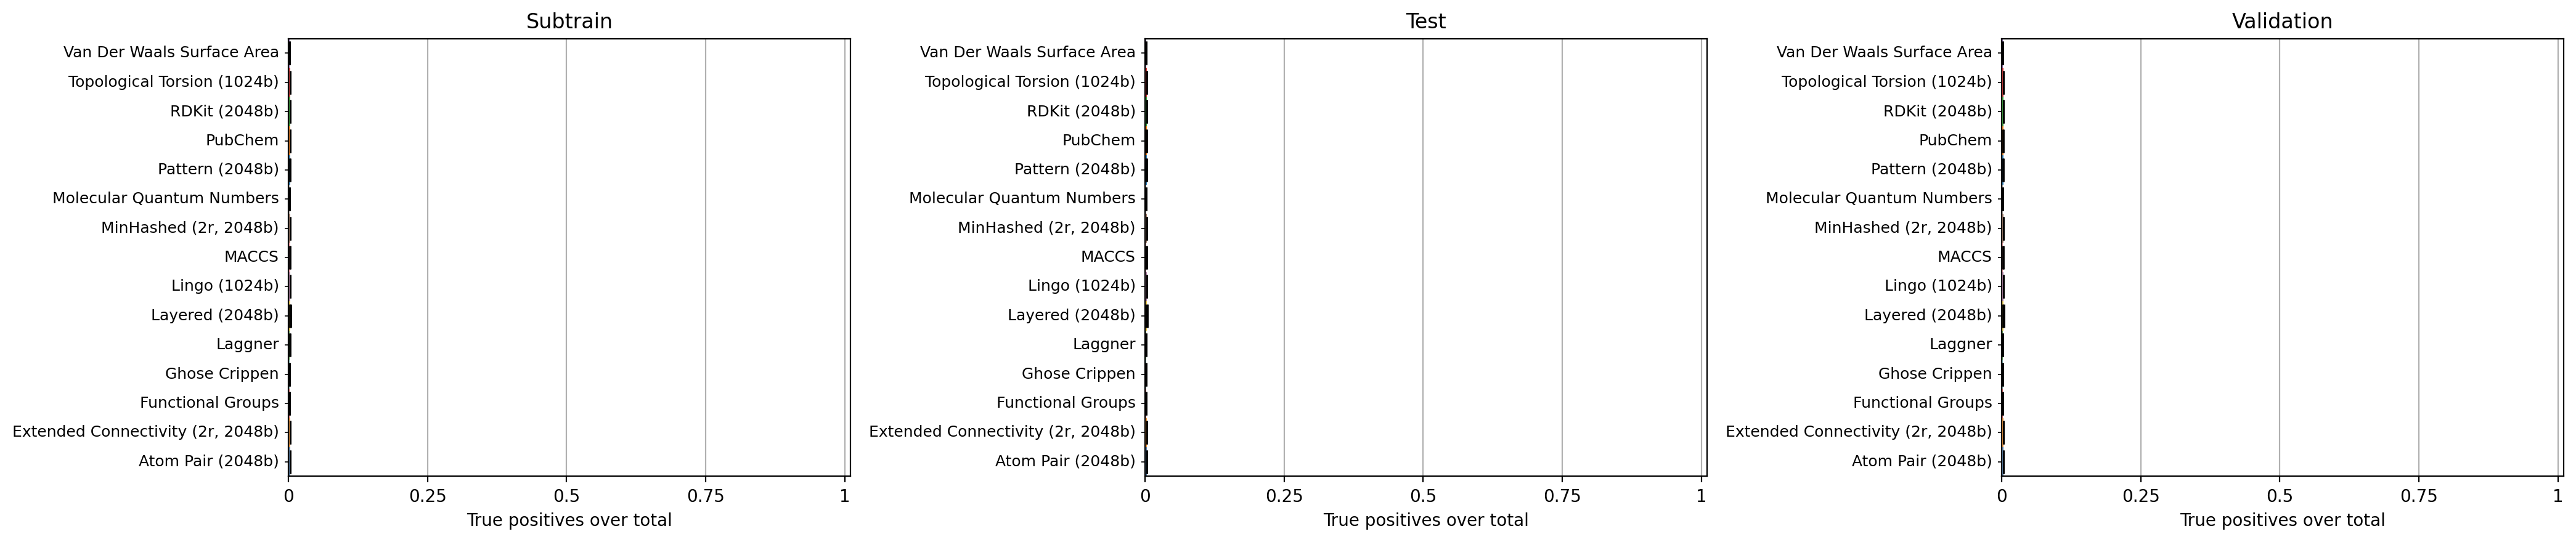 Subtrain
Van Der Waals Surface Area
Topological Torsion (1024b)
RDKit (2048b)
PubChem
Pattern (2048b)
Molecular Quantum Numbers
MinHashed (2r, 2048b)
MACCS
Lingo (1024b)
Layered (2048b)
Laggner
Ghose Crippen
Functional Groups
Extended Connectivity (2r, 2048b)
Atom Pair (2048b)
0 0.25 0.5 0.75 1
True positives over total
Test
Van Der Waals Surface Area
Topological Torsion (1024b)
RDKit (2048b)
PubChem
Pattern (2048b)
Molecular Quantum Numbers
MinHashed (2r, 2048b)
MACCS
Lingo (1024b)
Layered (2048b)
Laggner
Ghose Crippen
Functional Groups
Extended Connectivity (2r, 2048b)
Atom Pair (2048b)
0 0.25 0.5 0.75 1
True positives over total
Validation
Van Der Waals Surface Area
Topological Torsion (1024b)
RDKit (2048b)
PubChem
Pattern (2048b)
Molecular Quantum Numbers
MinHashed (2r, 2048b)
MACCS
Lingo (1024b)
Layered (2048b)
Laggner
Ghose Crippen
Functional Groups
Extended Connectivity (2r, 2048b)
Atom Pair (2048b)
0 0.25 0.5 0.75 1
True positives over total